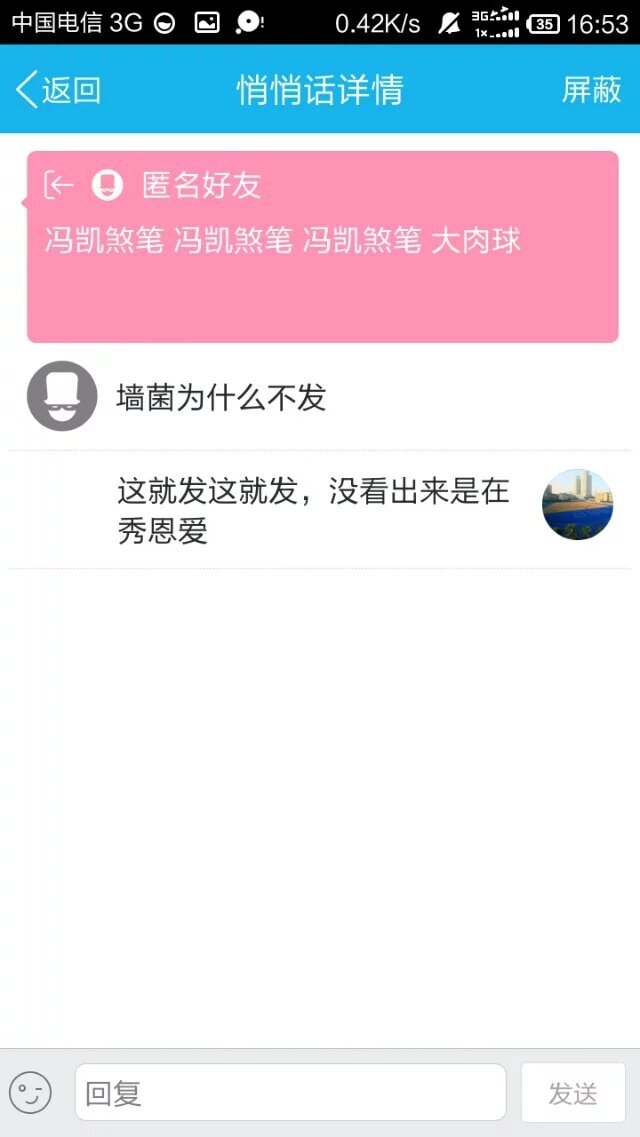 中国电信 3G 0.42K/s 3G 1x 35 16:53
返回 悄悄话详情 屏蔽
匿名好友
冯凯煞笔 冯凯煞笔 冯凯煞笔 大肉球
墙菌为什么不发
这就发这就发，没看出来是在
秀恩爱
回复 发送